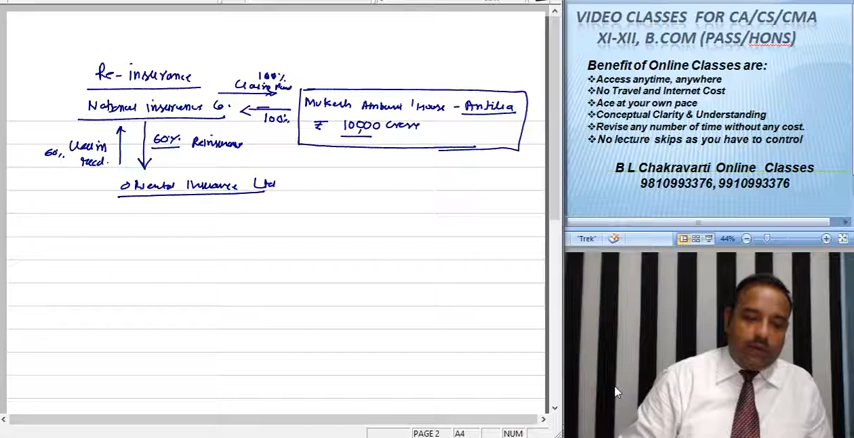 Re-insurance
100%
Claim
National insurance Co.
100%
Mukesh Ambani House - Antilia
₹ 10,000 Crore
60% Claim
recd.
60% Reinsurance
Oriental Insurance Ltd
PAGE 2 A4 NUM
VIDEO CLASSES FOR CA/CS/CMA
XI-XII, B.COM (PASS/HONS)
Benefit of Online Classes are:
❖Access anytime, anywhere
❖No Travel and Internet Cost
❖Ace at your own pace
❖Conceptual Clarity & Understanding
❖Revise any number of time without any cost.
❖No lecture skips as you have to control
B L Chakravarti Online Classes
9810993376, 9910993376
"Trek" 44%